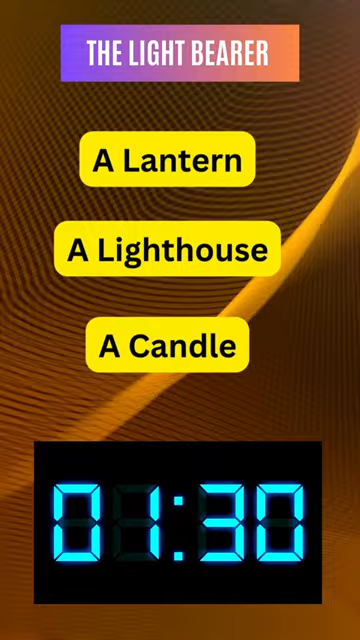 THE LIGHT BEARER
A Lantern
A Lighthouse
A Candle
01:30